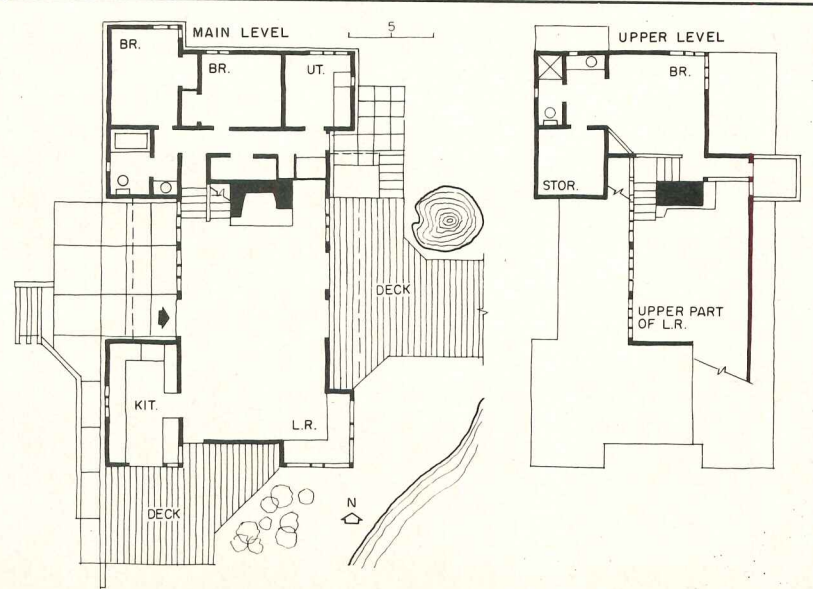 MAIN LEVEL
5
BR.
BR.
UT.
DECK
KIT.
L.R.
DECK
N
UPPER LEVEL
BR.
STOR.
UPPER PART
OF L.R.